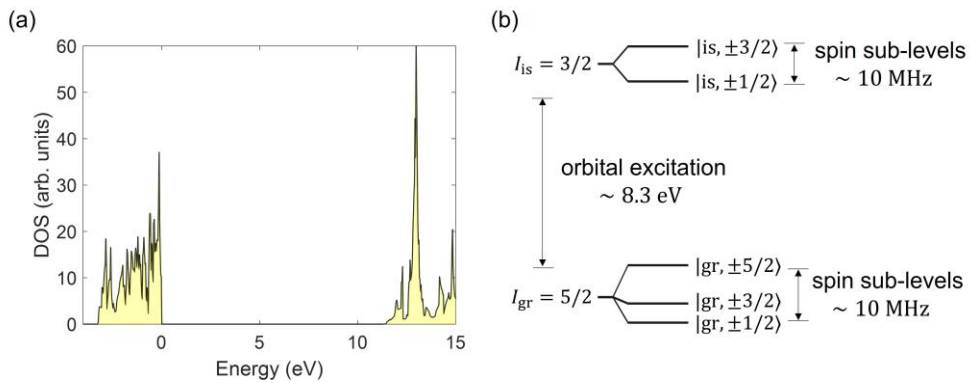 (a)
60
50
40
30
20
10
0
DOS (arb. units)
0 5 10 15
Energy (eV)
(b)
I_is = 3/2
|is, ±3/2⟩
|is, ±1/2⟩
spin sub-levels
~ 10 MHz
orbital excitation
~ 8.3 eV
I_gr = 5/2
|gr, ±5/2⟩
|gr, ±3/2⟩
|gr, ±1/2⟩
spin sub-levels
~ 10 MHz